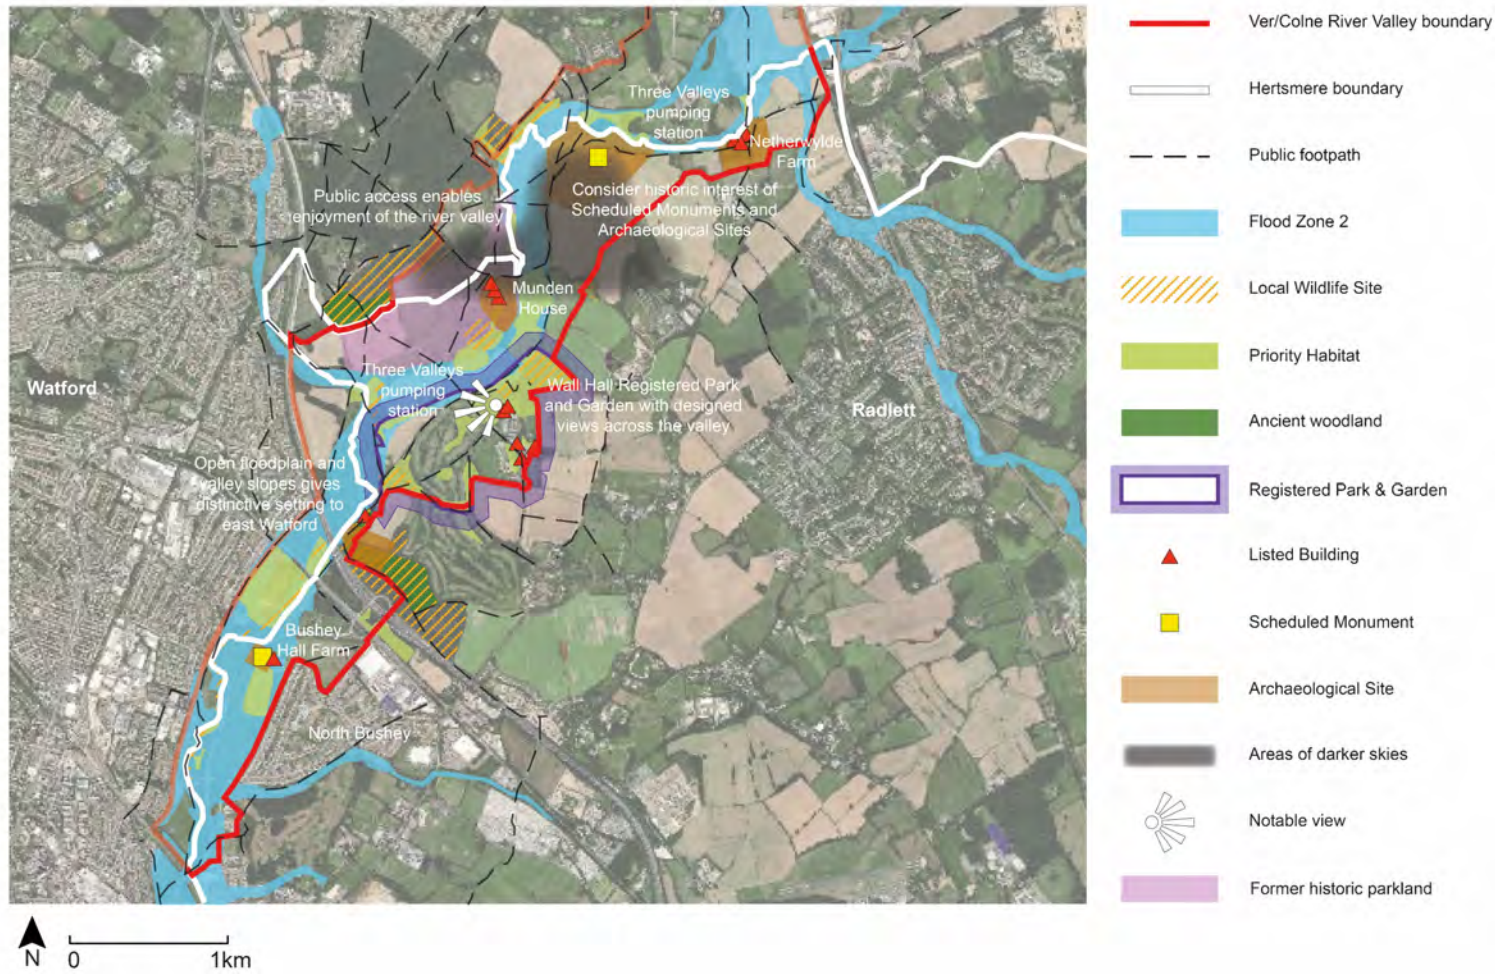 Three Valleys
pumping
station
Netherwylde
Farm
Public access enables
enjoyment of the river valley
Consider historic interest of
Scheduled Monuments and
Archaeological Sites
Munden
House
Watford
Three Valleys
pumping
station
Wall Hall Registered Park
and Garden with designed
views across the valley
Radlett
Open floodplain and
valley slopes gives
distinctive setting to
east Watford
Bushey
Hall Farm
North Bushey
N
0
1km
Ver/Colne River Valley boundary
Hertsmere boundary
Public footpath
Flood Zone 2
Local Wildlife Site
Priority Habitat
Ancient woodland
Registered Park & Garden
Listed Building
Scheduled Monument
Archaeological Site
Areas of darker skies
Notable view
Former historic parkland